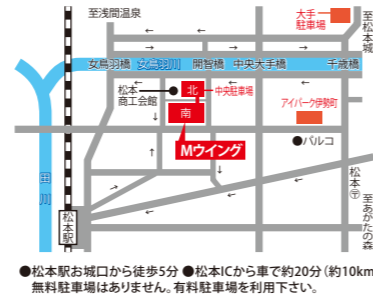 至浅間温泉
大手
駐車場
至松本城
女鳥羽橋
女鳥羽川
開智橋
中央大手橋
千歳橋
松本
商工会館
北
中央駐車場
南
アイパーク伊勢町
Mウイング
パルコ
田川
松本〒
松本駅
至あがたの森
●松本駅お城口から徒歩5分 ●松本ICから車で約20分(約10km
無料駐車場はありません。有料駐車場を利用下さい。